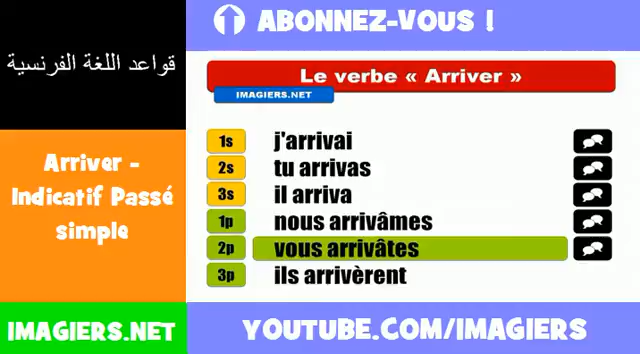 ABONNEZ-VOUS !
قواعد اللغة الفرنسية
Le verbe « Arriver »
IMAGIERS.NET
1s j'arrivai
2s tu arrivas
3s il arriva
1p nous arrivâmes
2p vous arrivâtes
3p ils arrivèrent
Arriver -
Indicatif Passé
simple
IMAGIERS.NET
YOUTUBE.COM/IMAGIERS